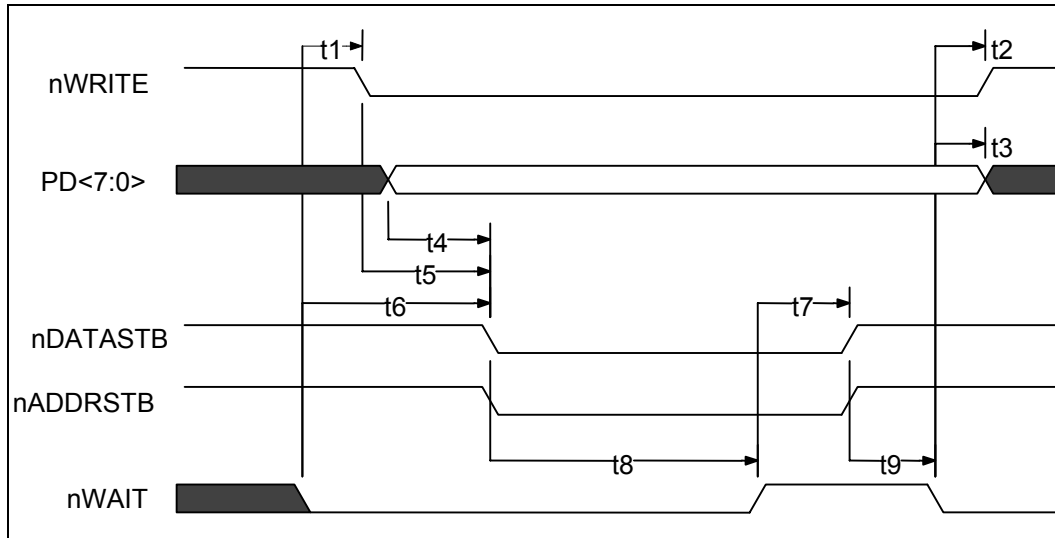 t1 t2
nWRITE
t3
PD<7:0>
t4
t5
t6 t7
nDATASTB
nADDRSTB
t8 t9
nWAIT